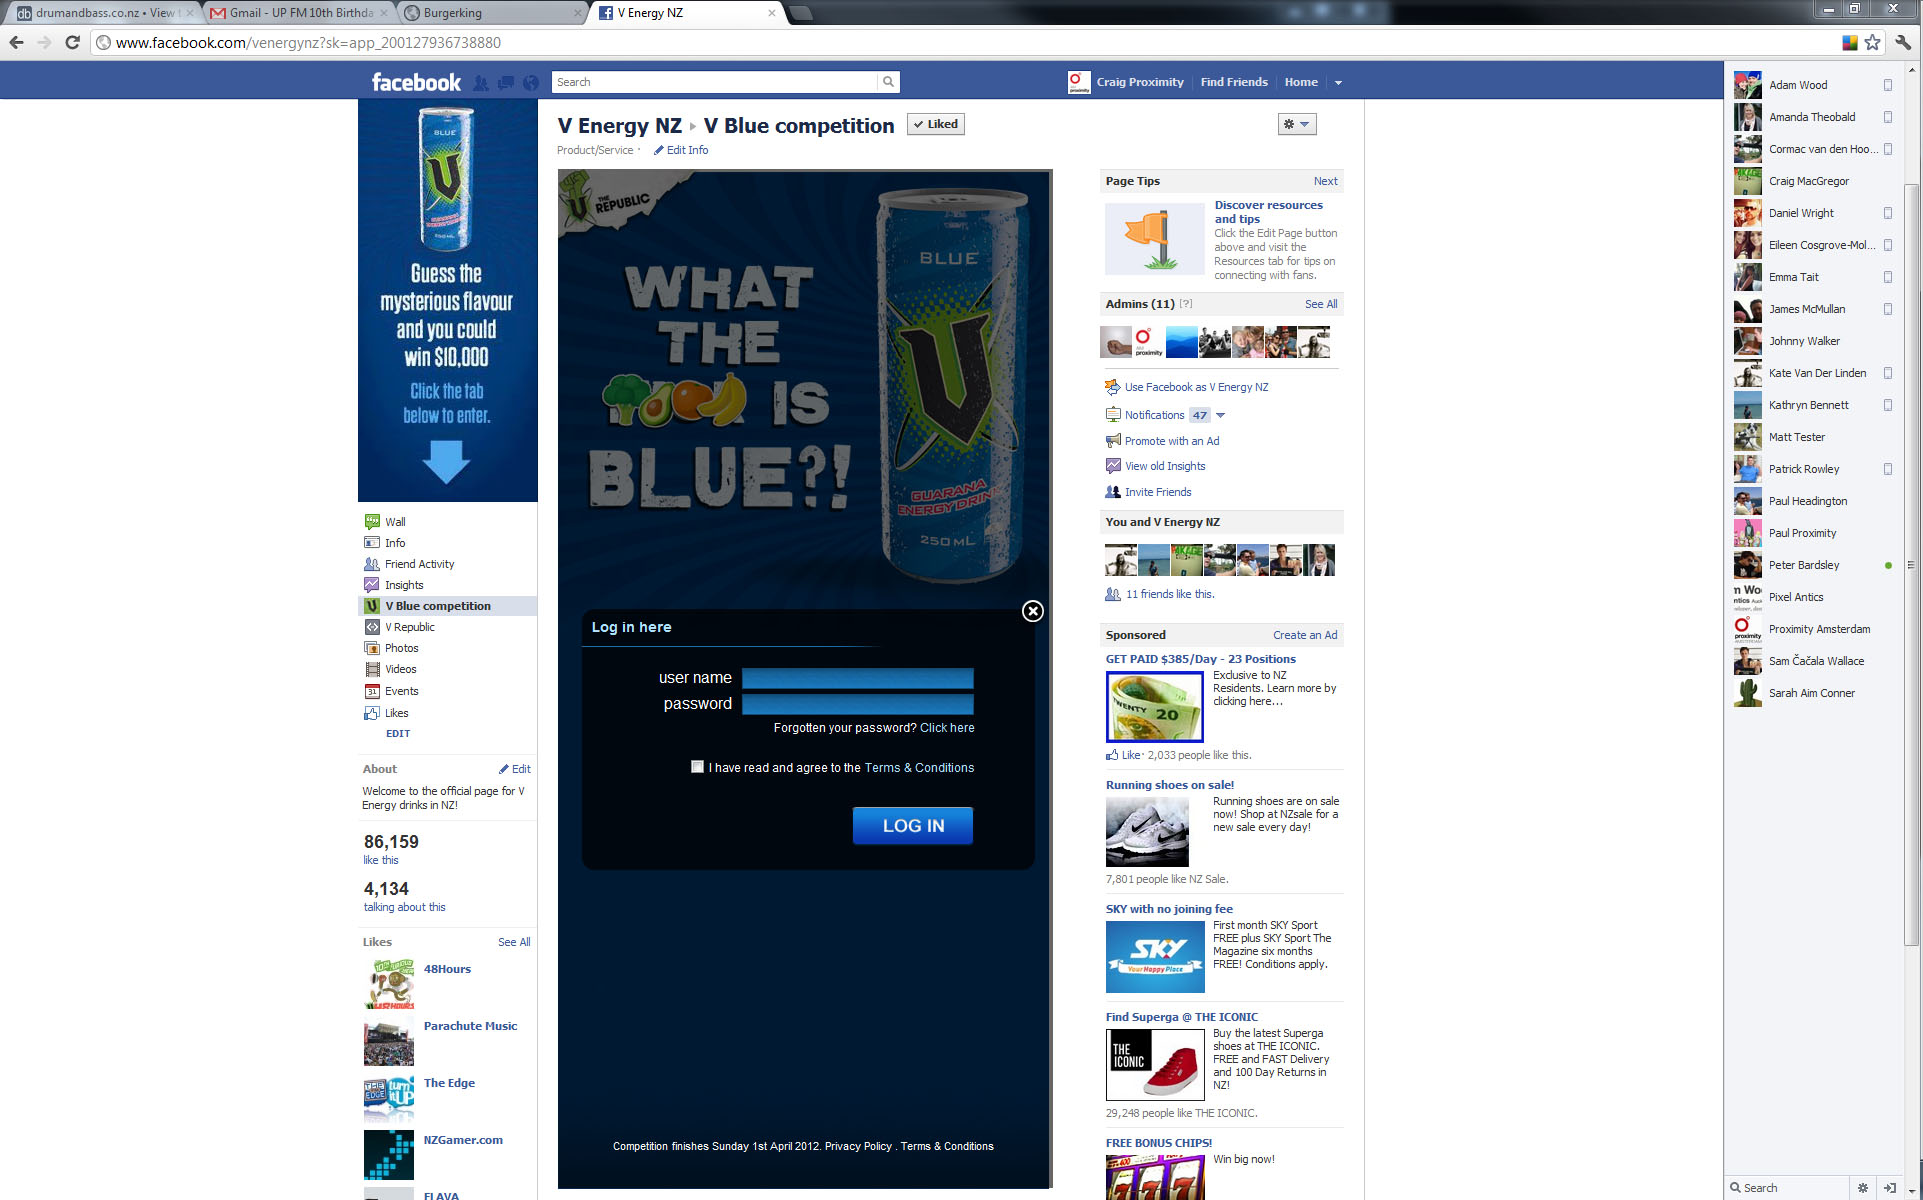 drumandbass.co.nz • View t
Gmail - UP FM 10th Birthda
Burgerking
V Energy NZ
www.facebook.com/venergynz?sk=app_200127936738880
facebook
Search
Craig Proximity
Find Friends
Home
BLUE
V
GUARANA
ENERGY DRINK
250 ML
Guess the
mysterious flavour
and you could
win $10,000
Click the tab
below to enter.
Wall
Info
Friend Activity
Insights
V Blue competition
V Republic
Photos
Videos
31 Events
Likes
EDIT
About
Edit
Welcome to the official page for V
Energy drinks in NZ!
86,159
like this
4,134
talking about this
Likes
See All
48Hours
Parachute Music
The Edge
NZGamer.com
FLAVA
V Energy NZ ▸ V Blue competition
Liked
Product/Service ·
Edit Info
THE
REPUBLIC
WHAT
THE
IS
BLUE?!
BLUE
V
GUARANA
ENERGY DRINK
250 ML
Log in here
user name
password
Forgotten your password? Click here
I have read and agree to the Terms & Conditions
LOG IN
Competition finishes Sunday 1st April 2012. Privacy Policy . Terms & Conditions
Page Tips
Next
Discover resources
and tips
Click the Edit Page button
above and visit the
Resources tab for tips on
connecting with fans.
Admins (11) [?]
See All
proximity
Use Facebook as V Energy NZ
Notifications 47
Promote with an Ad
View old Insights
Invite Friends
You and V Energy NZ
11 friends like this.
Sponsored
Create an Ad
GET PAID $385/Day - 23 Positions
TWENTY 20
Exclusive to NZ
Residents. Learn more by
clicking here...
Like · 2,033 people like this.
Running shoes on sale!
Running shoes are on sale
now! Shop at NZsale for a
new sale every day!
7,801 people like NZ Sale.
SKY with no joining fee
SKY
Your Happy Place
First month SKY Sport
FREE plus SKY Sport The
Magazine six months
FREE! Conditions apply.
Find Superga @ THE ICONIC
THE
ICONIC
Buy the latest Superga
shoes at THE ICONIC.
FREE and FAST Delivery
and 100 Day Returns in
NZ!
29,248 people like THE ICONIC.
FREE BONUS CHIPS!
Win big now!
Adam Wood
Amanda Theobald
Cormac van den Hoo...
Craig MacGregor
Daniel Wright
Eileen Cosgrove-Mol...
Emma Tait
James McMullan
Johnny Walker
Kate Van Der Linden
Kathryn Bennett
Matt Tester
Patrick Rowley
Paul Headington
Paul Proximity
Peter Bardsley
Pixel Antics
Proximity Amsterdam
Sam Čačala Wallace
Sarah Aim Conner
Search